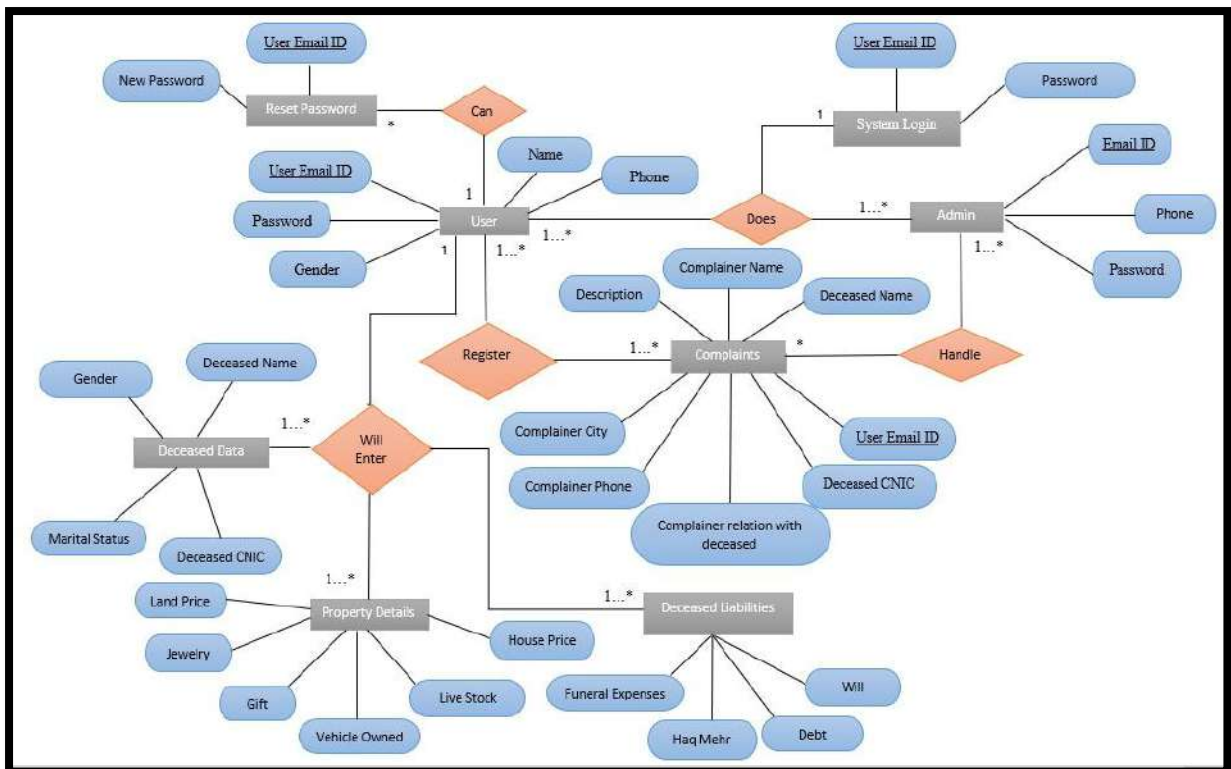 User Email ID
New Password
Reset Password
*
Can
User Email ID
Password
1
System Login
User Email ID
Name
Phone
Password
Gender
1
User
1
1...*
1...*
Does
1...*
Admin
1...*
Email ID
Phone
Password
Complainer Name
Description
Deceased Name
Register
1...*
Complaints
*
Handle
Complainer City
Complainer Phone
Complainer relation with
deceased
Deceased CNIC
User Email ID
Gender
Deceased Name
1...*
Deceased Data
Will
Enter
Marital Status
Deceased CNIC
1...*
Land Price
Property Details
House Price
Jewelry
Gift
Live Stock
Vehicle Owned
1...*
Deceased Liabilities
Funeral Expenses
Will
Haq Mehr
Debt